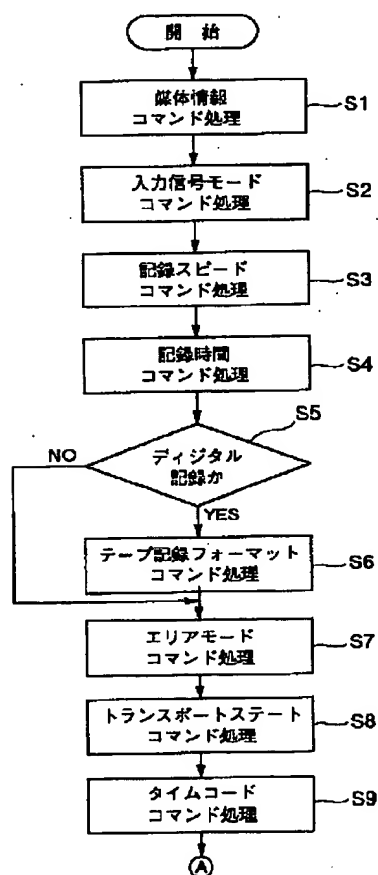 開始
媒体情報
コマンド処理
S1
入力信号モード
コマンド処理
S2
記録スピード
コマンド処理
S3
記録時間
コマンド処理
S4
S5
ディジタル
記録か
NO
YES
テープ記録フォーマット
コマンド処理
S6
エリアモード
コマンド処理
S7
トランスポートステート
コマンド処理
S8
タイムコード
コマンド処理
S9
A